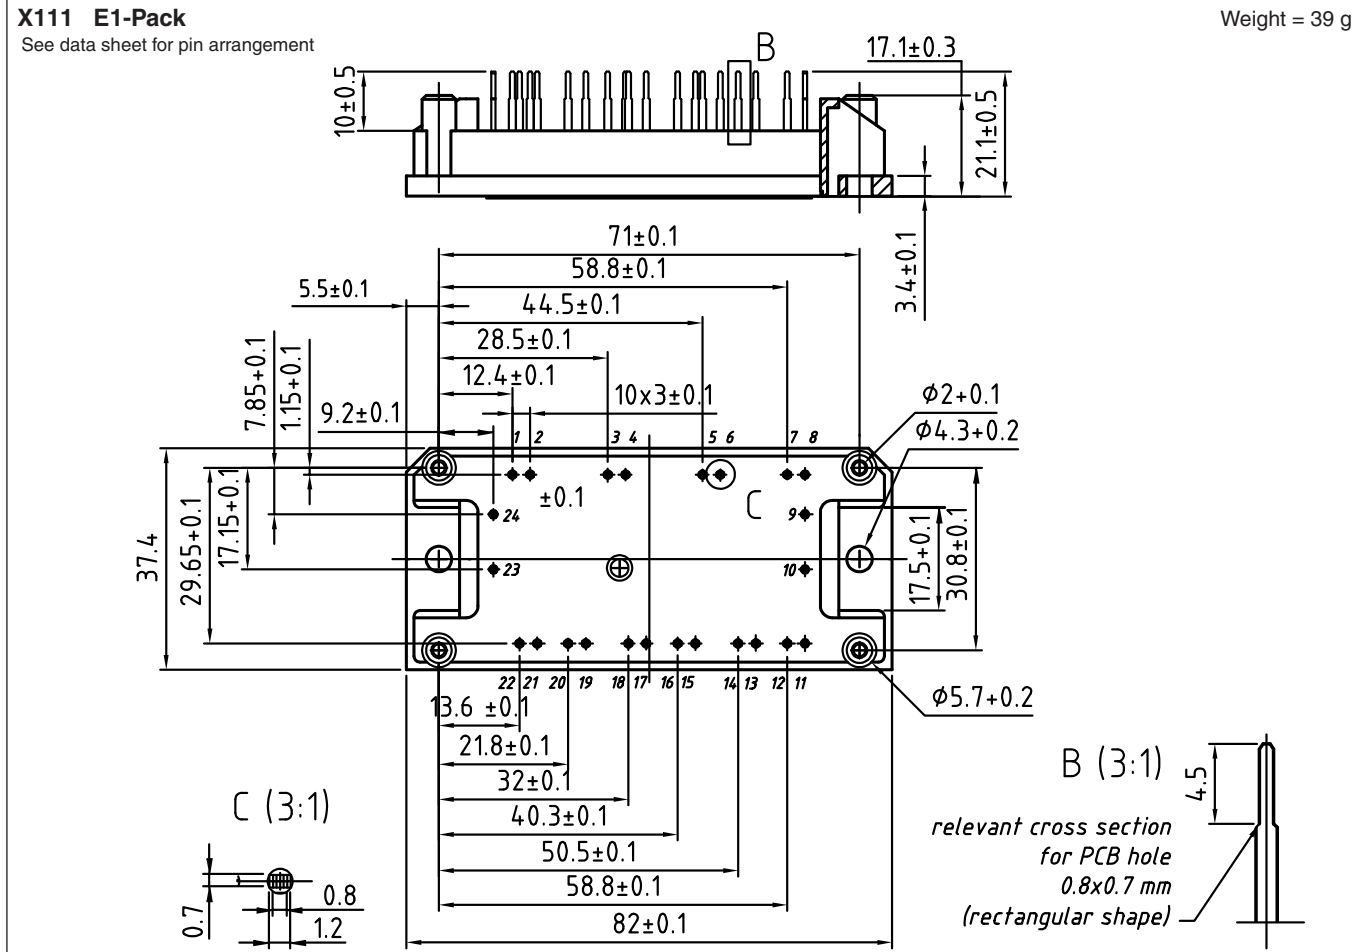 X111 E1-Pack
Weight = 39 g
See data sheet for pin arrangement
B
17.1±0.3
10±0.5
21.1±0.5
3.4±0.1
71±0.1
58.8±0.1
5.5±0.1
44.5±0.1
28.5±0.1
12.4±0.1
10x3±0.1
9.2±0.1
7.85+0.1
1.15+0.1
ϕ2+0.1
ϕ4.3+0.2
1 2 3 4 5 6 7 8
±0.1
C
24
9
23
10
37.4
29.65+0.1
17.15+0.1
17.5+0.1
30.8±0.1
22 21 20 19 18 17 16 15 14 13 12 11
ϕ5.7+0.2
13.6 ±0.1
21.8±0.1
32±0.1
40.3±0.1
50.5±0.1
58.8±0.1
82±0.1
C (3:1)
0.7
0.8
1.2
B (3:1)
4.5
relevant cross section
for PCB hole
0.8x0.7 mm
(rectangular shape)